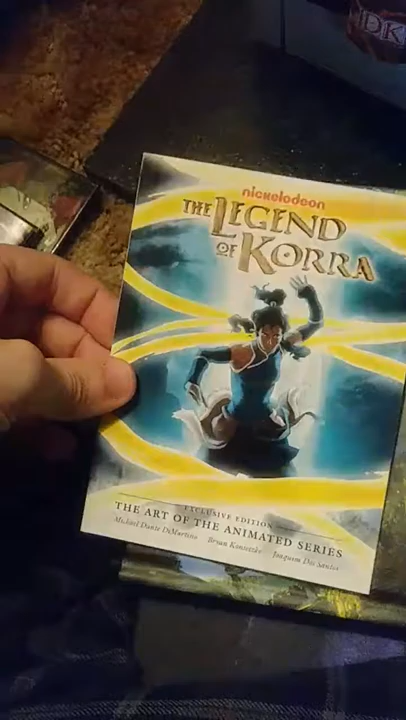 nickelodeon
THE LEGEND
OF KORRA
EXCLUSIVE EDITION
THE ART OF THE ANIMATED SERIES
Michael Dante DiMartino Bryan Konietzko Joaquim Dos Santos